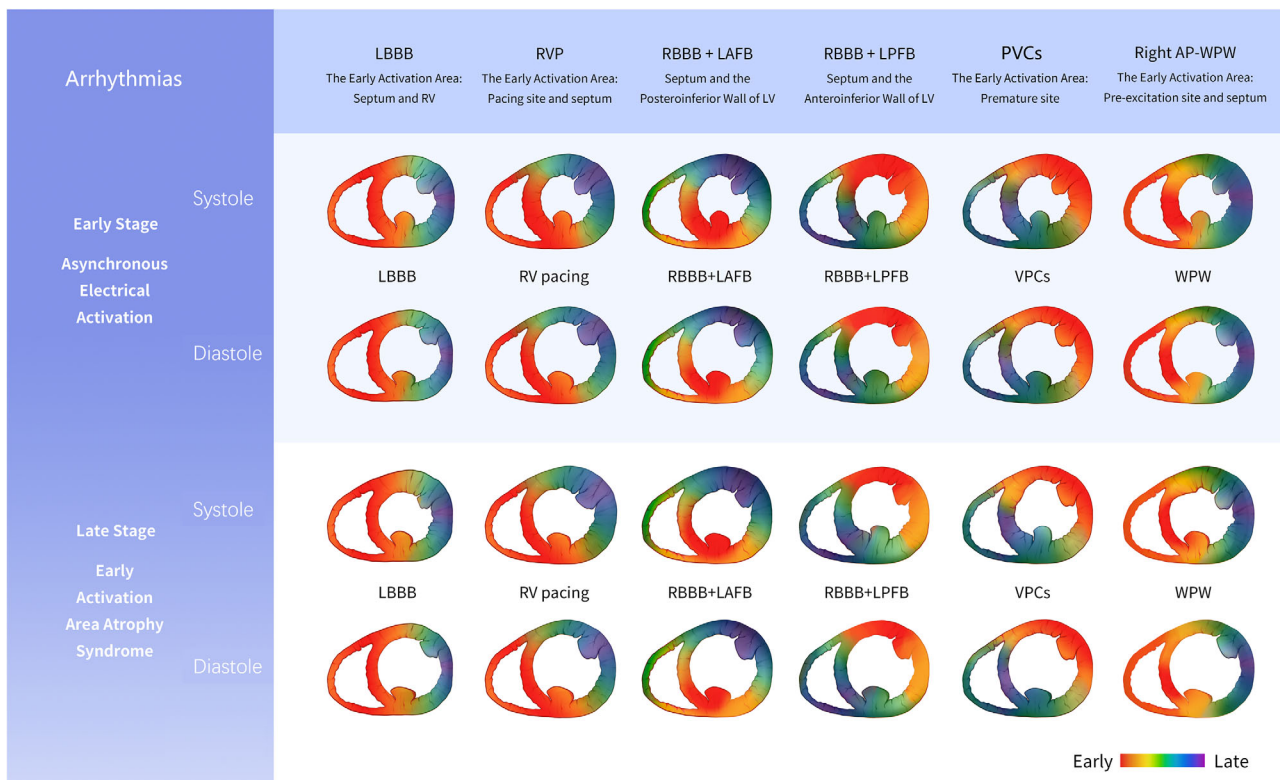 Arrhythmias
LBBB
The Early Activation Area:
Septum and RV
RVP
The Early Activation Area:
Pacing site and septum
RBBB + LAFB
Septum and the
Posteroinferior Wall of LV
RBBB + LPFB
Septum and the
Anteroinferior Wall of LV
PVCs
The Early Activation Area:
Premature site
Right AP-WPW
The Early Activation Area:
Pre-excitation site and septum
Early Stage
Asynchronous
Electrical
Activation
Systole
LBBB
RV pacing
RBBB+LAFB
RBBB+LPFB
VPCs
WPW
Diastole
Late Stage
Early
Activation
Area Atrophy
Syndrome
Systole
LBBB
RV pacing
RBBB+LAFB
RBBB+LPFB
VPCs
WPW
Diastole
Early
Late